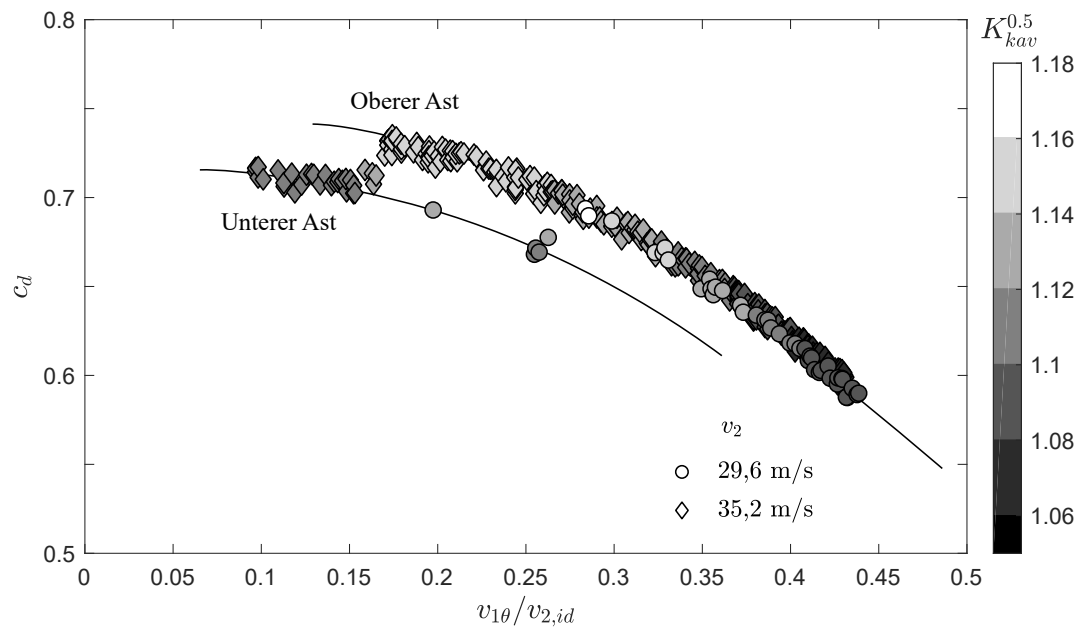 0.8
0.7
0.6
0.5
c_d
0
0.05
0.1
0.15
0.2
0.25
0.3
0.35
0.4
0.45
0.5
v_{1θ}/v_{2,id}
Oberer Ast
Unterer Ast
v_2
29,6 m/s
35,2 m/s
K_{kav}^{0.5}
1.18
1.16
1.14
1.12
1.1
1.08
1.06